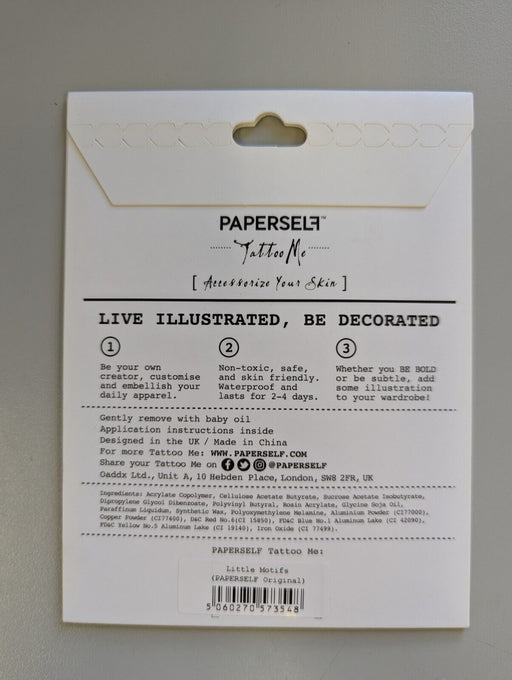 PAPERSELF™
Tattoo Me
[ Accessorize Your Skin ]
LIVE ILLUSTRATED, BE DECORATED
1
Be your own
creator, customise
and embellish your
daily apparel.
2
Non-toxic, safe,
and skin friendly.
Waterproof and
lasts for 2-4 days.
3
Whether you BE BOLD
or be subtle, add
some illustration
to your wardrobe!
Gently remove with baby oil
Application instructions inside
Designed in the UK / Made in China
For more Tattoo Me: WWW.PAPERSELF.COM
Share your Tattoo Me on @PAPERSELF
Gaddx Ltd., Unit A, 10 Hebden Place, London, SW8 2FR, UK
Ingredients: Acrylate Copolymer, Cellulose Acetate Butyrate, Sucrose Acetate Isobutyrate,
Dipropylene Glycol Dibenzoate, Polyvinyl Butyral, Rosin Acrylate, Glycine Soja Oil,
Paraffinum Liquidum, Synthetic Wax, Polyoxymethylene Melamine, Aluminium Powder (CI77000),
Copper Powder (CI77400), D&C Red No.6(CI 15850), FD&C Blue No.1 Aluminum Lake (CI 42090),
FD&C Yellow No.5 Aluminum Lake (CI 19140), Iron Oxide (CI 77499).
PAPERSELF Tattoo Me:
Little Motifs
(PAPERSELF Original)
5 060270 573548